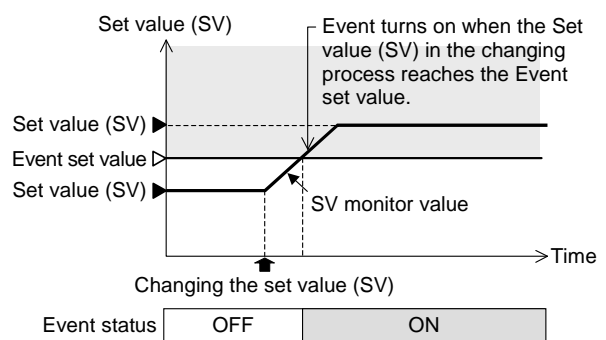 Set value (SV)
Event turns on when the Set
value (SV) in the changing
process reaches the Event
set value.
Set value (SV)
Event set value
Set value (SV)
SV monitor value
Time
Changing the set value (SV)
Event status OFF ON